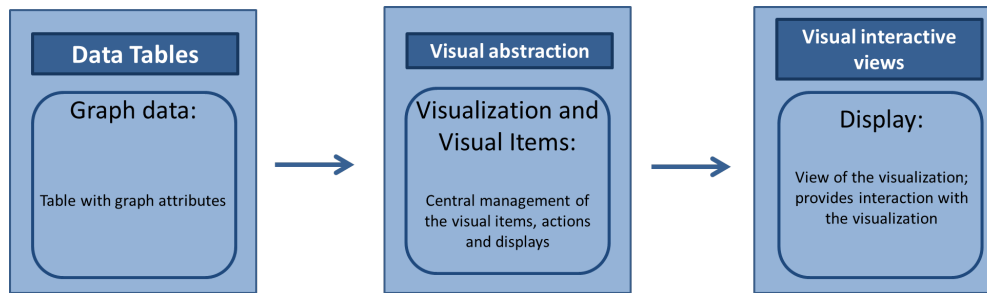 Data Tables
Graph data:
Table with graph attributes
Visual abstraction
Visualization and
Visual Items:
Central management of
the visual items, actions
and displays
Visual interactive
views
Display:
View of the visualization;
provides interaction with
the visualization